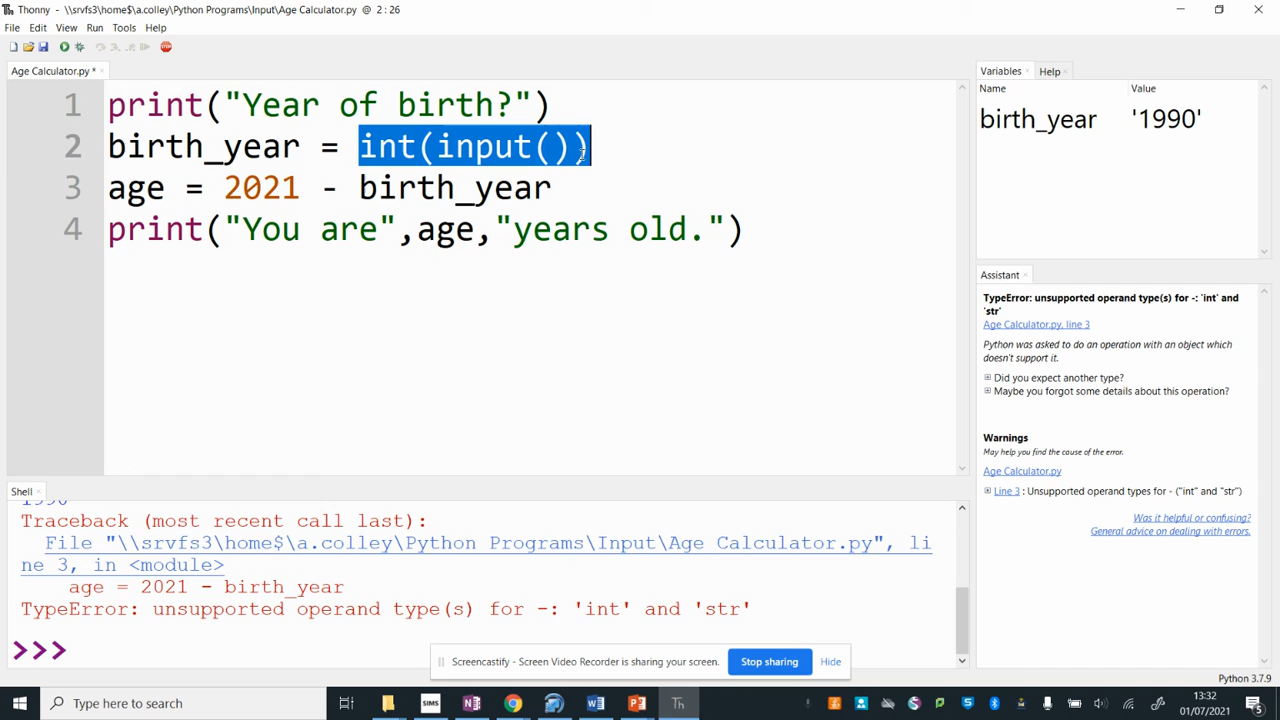 Thonny - \\srvfs3\home$\a.colley\Python Programs\Input\Age Calculator.py @ 2 : 26
File Edit View Run Tools Help
Age Calculator.py *
1 print("Year of birth?")
2 birth_year = int(input())
3 age = 2021 - birth_year
4 print("You are",age,"years old.")
Variables Help
Name Value
birth_year '1990'
Assistant
TypeError: unsupported operand type(s) for -: 'int' and
'str'
Age Calculator.py, line 3
Python was asked to do an operation with an object which
doesn't support it.
Did you expect another type?
Maybe you forgot some details about this operation?
Warnings
May help you find the cause of the error.
Age Calculator.py
Line 3 : Unsupported operand types for - ("int" and "str")
Was it helpful or confusing?
General advice on dealing with errors.
Shell
1990
Traceback (most recent call last):
File "\\srvfs3\home$\a.colley\Python Programs\Input\Age Calculator.py", li
ne 3, in <module>
age = 2021 - birth_year
TypeError: unsupported operand type(s) for -: 'int' and 'str'
>>>
Screencastify - Screen Video Recorder is sharing your screen. Stop sharing Hide
Python 3.7.9
Type here to search
SIMS
Th
13:32
01/07/2021
5